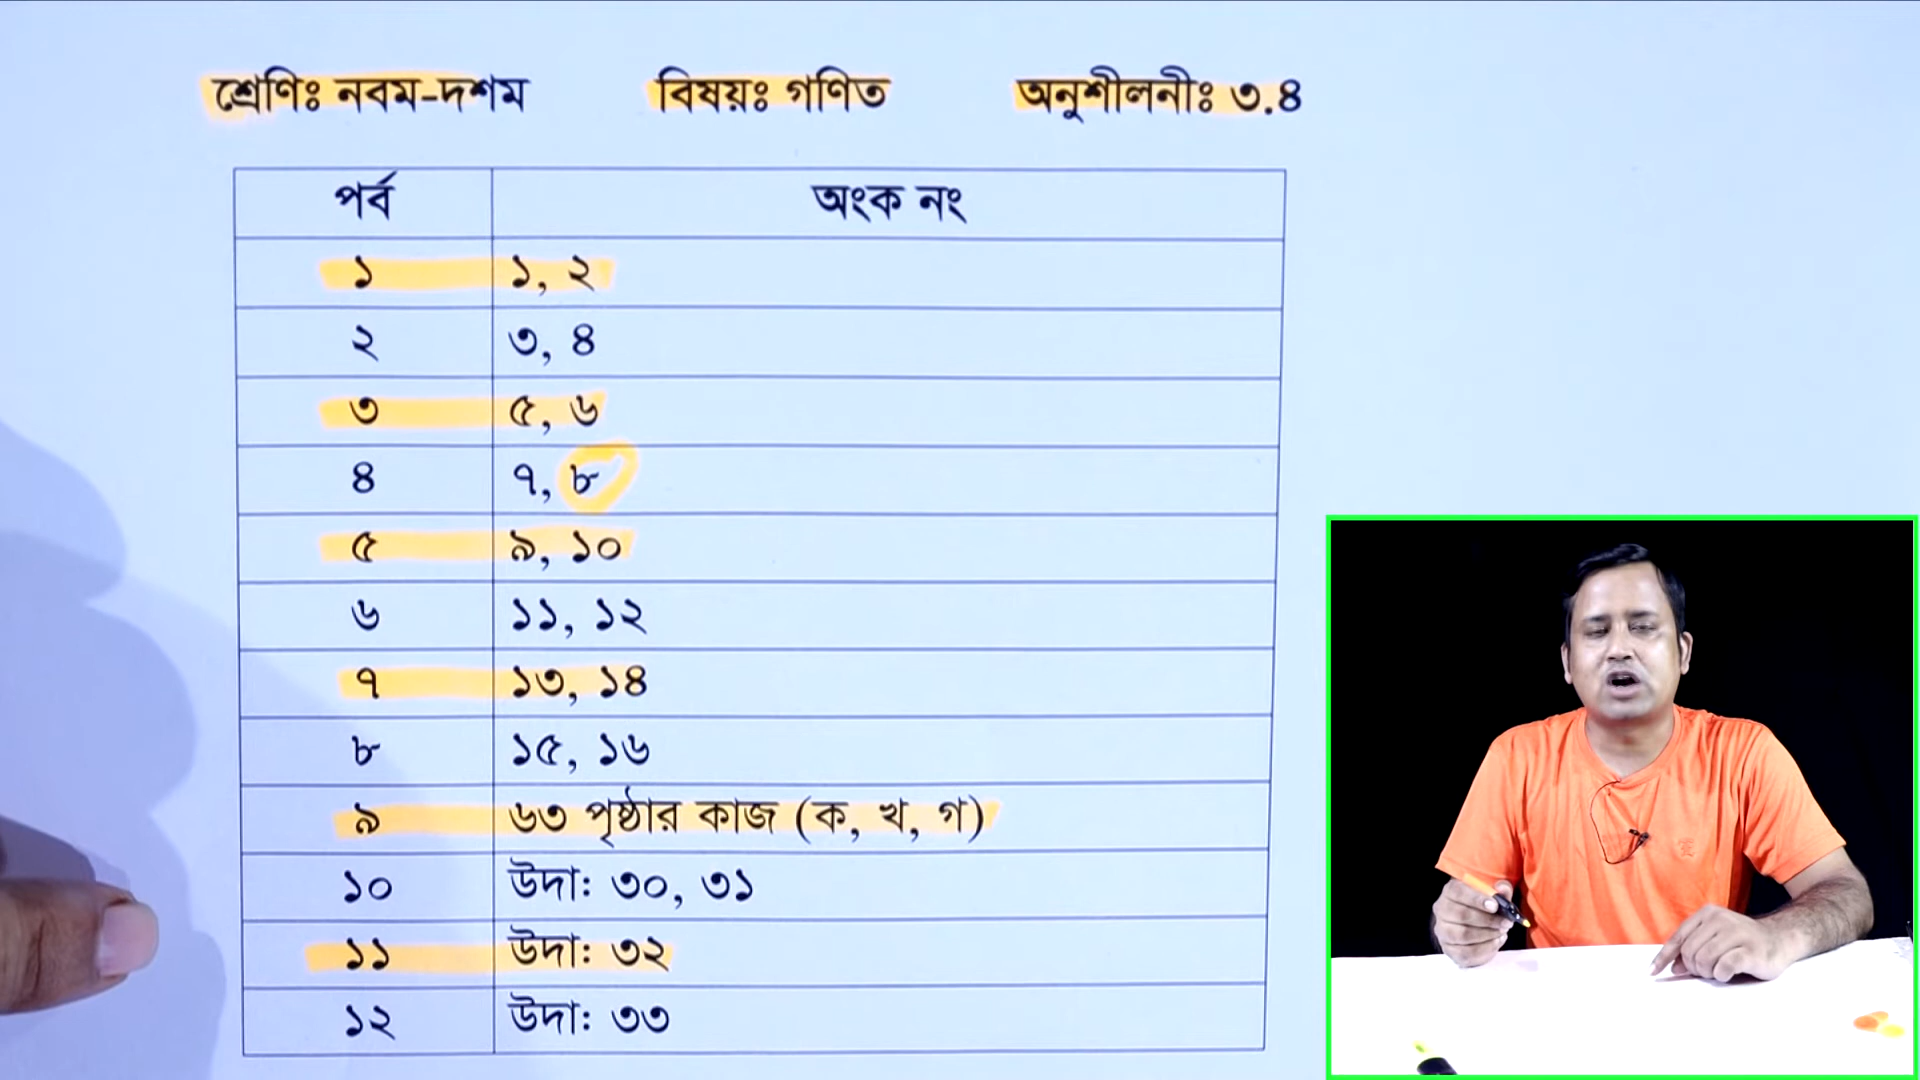 শ্রেণিঃ নবম-দশম বিষয়ঃ গণিত অনুশীলনীঃ ৩.৪
পর্ব অংক নং
১ ১, ২
২ ৩, ৪
৩ ৫, ৬
৪ ৭, ৮
৫ ৯, ১০
৬ ১১, ১২
৭ ১৩, ১৪
৮ ১৫, ১৬
৯ ৬৩ পৃষ্ঠার কাজ (ক, খ, গ)
১০ উদা: ৩০, ৩১
১১ উদা: ৩২
১২ উদা: ৩৩